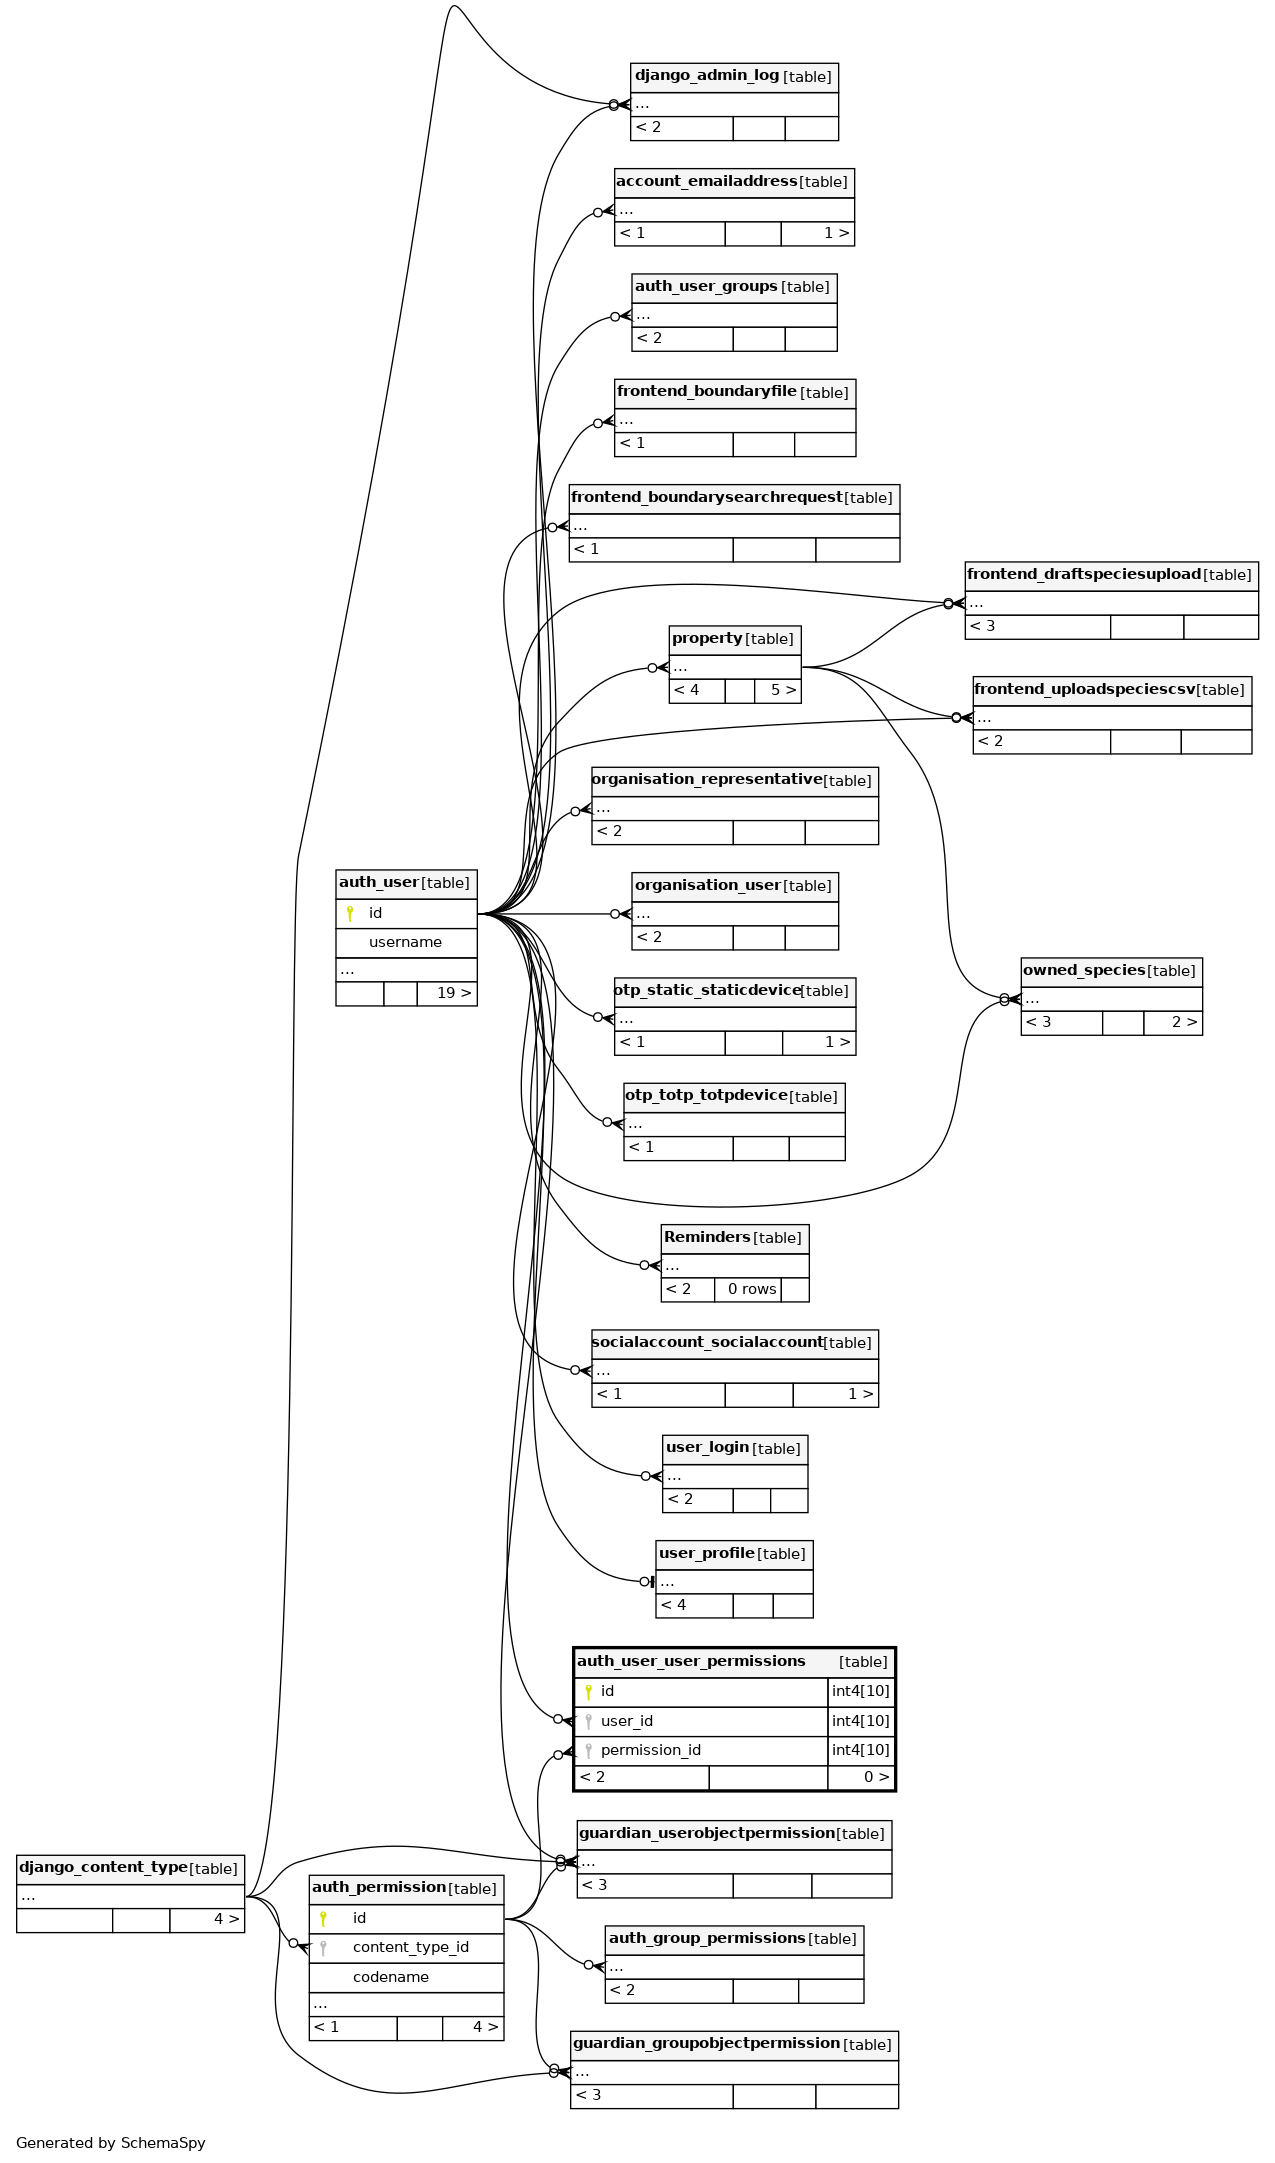 django_admin_log [table]
...
< 2
account_emailaddress [table]
...
< 1 1 >
auth_user_groups [table]
...
< 2
frontend_boundaryfile [table]
...
< 1
frontend_boundarysearchrequest [table]
...
< 1
frontend_draftspeciesupload [table]
...
< 3
property [table]
...
< 4 5 >
frontend_uploadspeciescsv [table]
...
< 2
organisation_representative [table]
...
< 2
auth_user [table]
id
username
...
19 >
organisation_user [table]
...
< 2
otp_static_staticdevice [table]
...
< 1 1 >
owned_species [table]
...
< 3 2 >
otp_totp_totpdevice [table]
...
< 1
Reminders [table]
...
< 2 0 rows
socialaccount_socialaccount [table]
...
< 1 1 >
user_login [table]
...
< 2
user_profile [table]
...
< 4
auth_user_user_permissions [table]
id int4[10]
user_id int4[10]
permission_id int4[10]
< 2 0 >
guardian_userobjectpermission [table]
...
< 3
django_content_type [table]
...
4 >
auth_permission [table]
id
content_type_id
codename
...
< 1 4 >
auth_group_permissions [table]
...
< 2
guardian_groupobjectpermission [table]
...
< 3
Generated by SchemaSpy